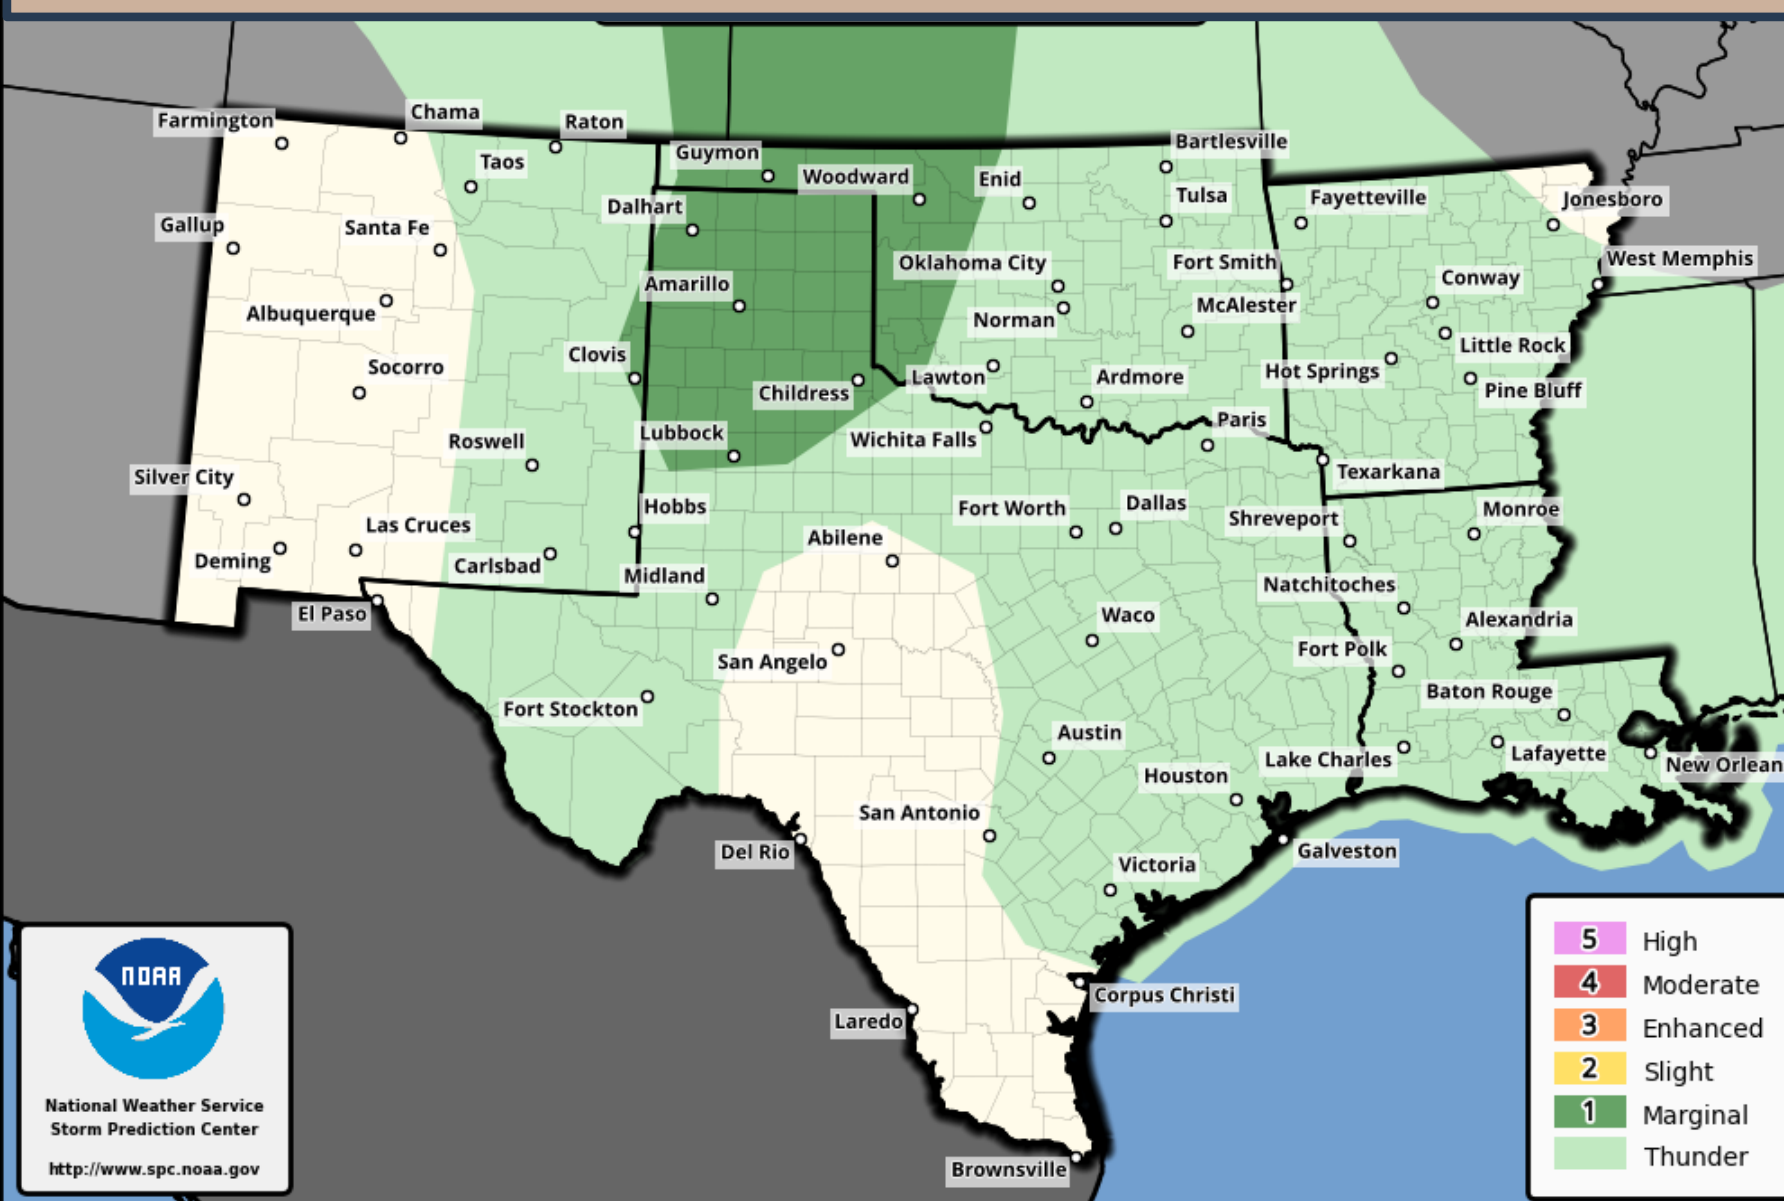 Farmington
Chama
Raton
Taos
Guymon
Woodward
Enid
Bartlesville
Tulsa
Fayetteville
Jonesboro
Gallup
Santa Fe
Dalhart
Oklahoma City
Fort Smith
West Memphis
Amarillo
Conway
Albuquerque
Norman
McAlester
Little Rock
Socorro
Clovis
Childress
Lawton
Ardmore
Hot Springs
Pine Bluff
Roswell
Lubbock
Wichita Falls
Paris
Texarkana
Silver City
Hobbs
Fort Worth
Dallas
Shreveport
Monroe
Las Cruces
Abilene
Deming
Carlsbad
Midland
Natchitoches
El Paso
Waco
Alexandria
San Angelo
Fort Polk
Fort Stockton
Baton Rouge
Austin
Lake Charles
Lafayette
New Orlean
Houston
San Antonio
Del Rio
Victoria
Galveston
Corpus Christi
Laredo
Brownsville
NOAA
National Weather Service
Storm Prediction Center
http://www.spc.noaa.gov
5 High
4 Moderate
3 Enhanced
2 Slight
1 Marginal
Thunder